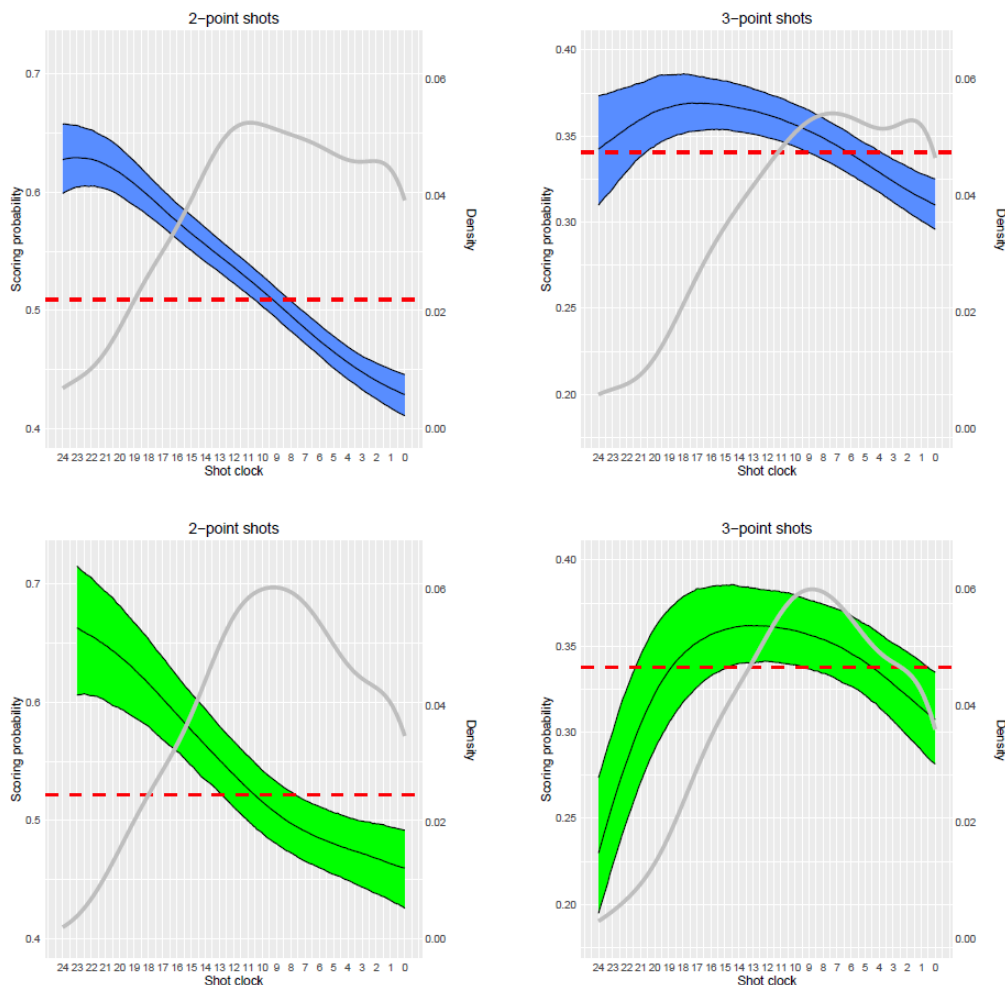 2−point shots
0.7
0.6
0.5
0.4
Scoring probability
0.06
0.04
0.02
0.00
Density
24 23 22 21 20 19 18 17 16 15 14 13 12 11 10 9 8 7 6 5 4 3 2 1 0
Shot clock
3−point shots
0.40
0.35
0.30
0.25
0.20
Scoring probability
0.06
0.04
0.02
0.00
Density
24 23 22 21 20 19 18 17 16 15 14 13 12 11 10 9 8 7 6 5 4 3 2 1 0
Shot clock
2−point shots
0.7
0.6
0.5
0.4
Scoring probability
0.06
0.04
0.02
0.00
Density
24 23 22 21 20 19 18 17 16 15 14 13 12 11 10 9 8 7 6 5 4 3 2 1 0
Shot clock
3−point shots
0.40
0.35
0.30
0.25
0.20
Scoring probability
0.06
0.04
0.02
0.00
Density
24 23 22 21 20 19 18 17 16 15 14 13 12 11 10 9 8 7 6 5 4 3 2 1 0
Shot clock